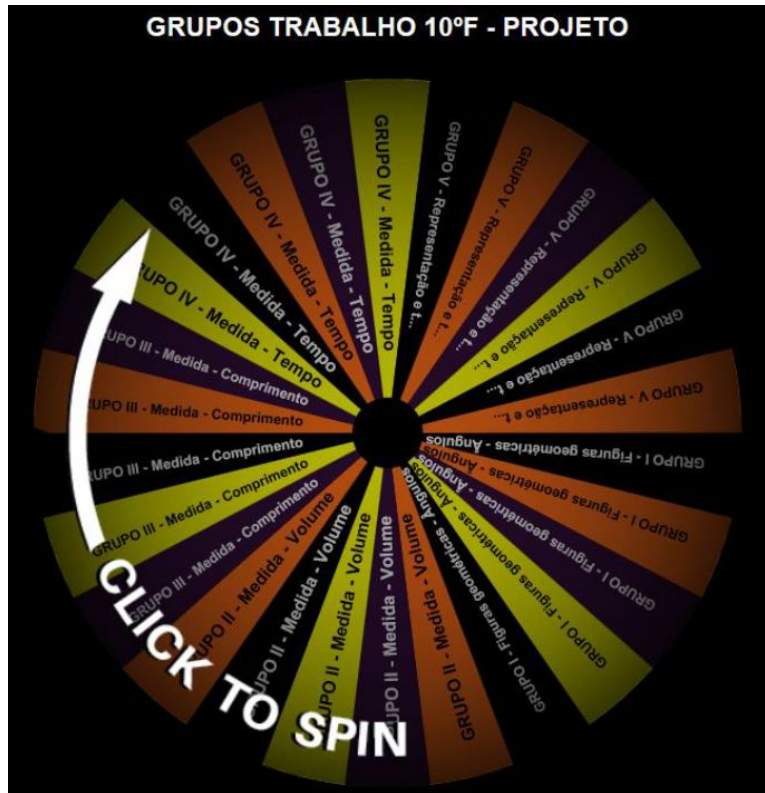 GRUPOS TRABALHO 10ºF - PROJETO
GRUPO IV - Medida - Tempo
GRUPO V - Representação e t...
GRUPO V - Representação e t...
GRUPO V - Representação e t...
GRUPO V - Representação e t...
GRUPO V - Representação e t...
GRUPO V - Representação e t...
GRUPO I - Figuras geométricas - Ângulos
GRUPO I - Figuras geométricas - Ângulos
GRUPO I - Figuras geométricas - Ângulos
GRUPO I - Figuras geométricas - Ângulos
GRUPO I - Figuras geométricas - Ângulos
GRUPO II - Medida - Volume
GRUPO II - Medida - Volume
GRUPO II - Medida - Volume
GRUPO II - Medida - Volume
GRUPO II - Medida - Volume
GRUPO III - Medida - Comprimento
GRUPO III - Medida - Comprimento
GRUPO III - Medida - Comprimento
GRUPO III - Medida - Comprimento
GRUPO III - Medida - Comprimento
GRUPO IV - Medida - Tempo
GRUPO IV - Medida - Tempo
GRUPO IV - Medida - Tempo
GRUPO IV - Medida - Tempo
CLICK TO SPIN